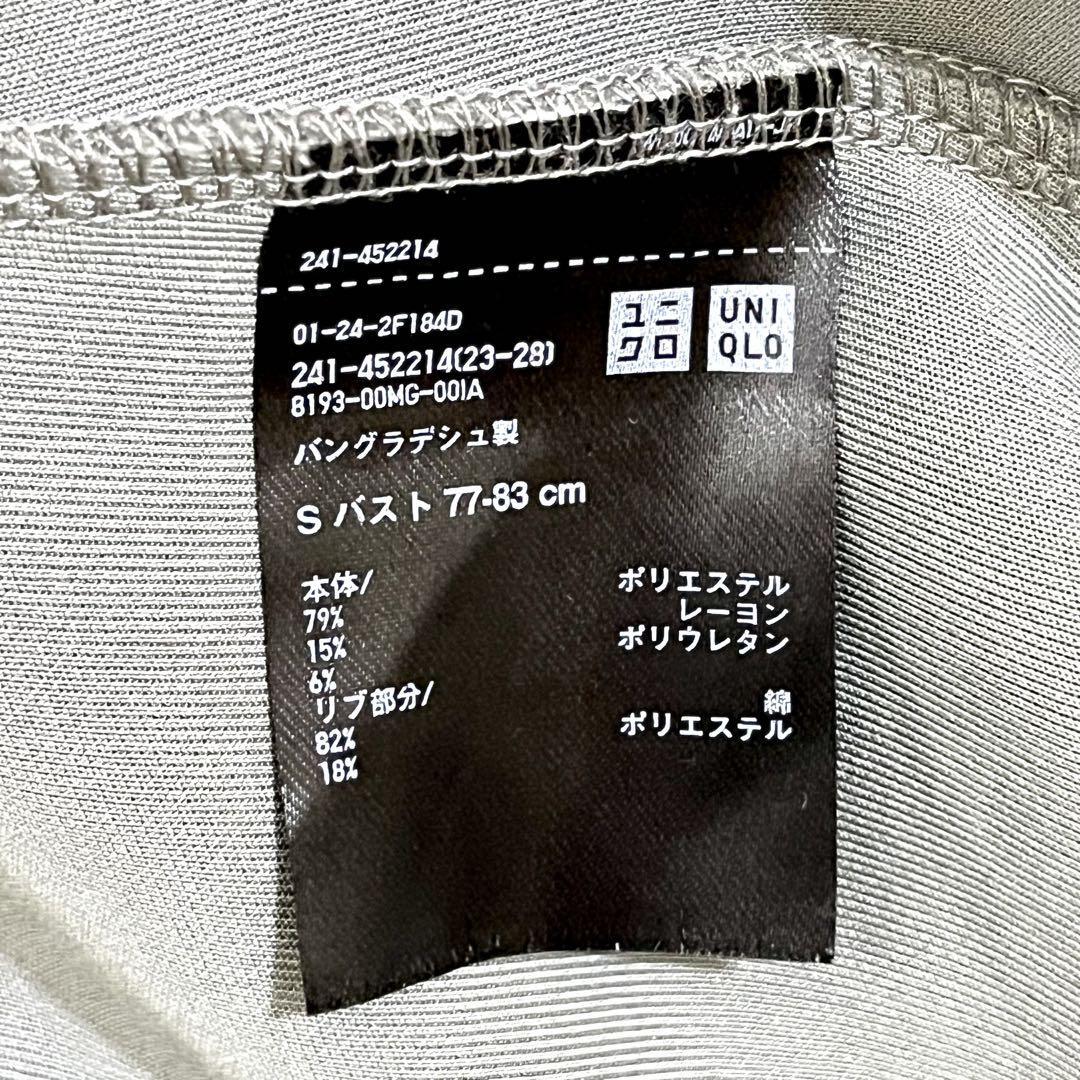 241-452214
01-24-2F184D
241-452214(23-28)
8193-00MG-001A
ユニ
クロ
UNI
QLO
バングラデシュ製
S バスト 77-83 cm
本体/
79% ポリエステル
15% レーヨン
6% ポリウレタン
リブ部分/
82% 綿
18% ポリエステル